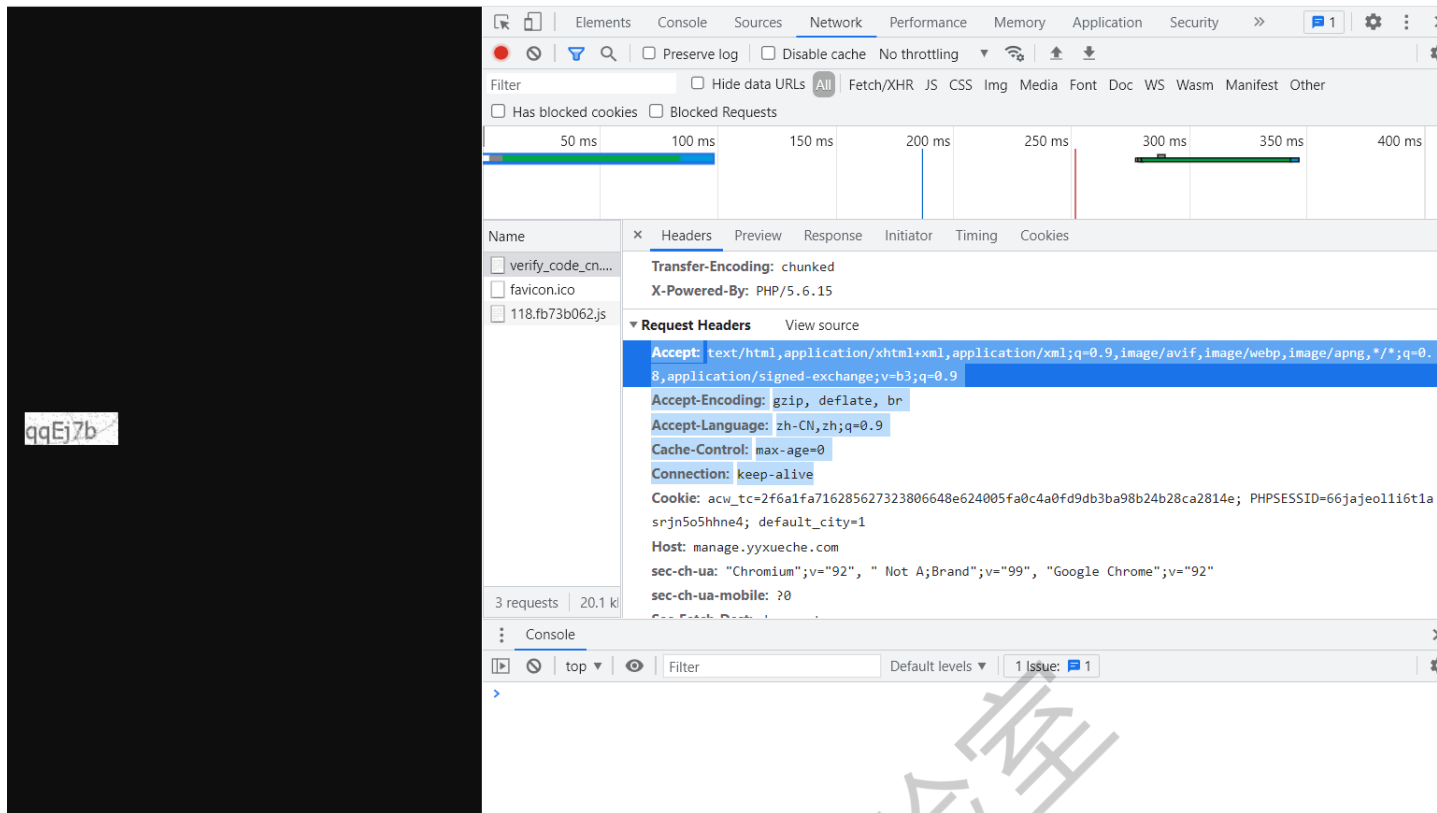 Elements Console Sources Network Performance Memory Application Security » 1
Preserve log Disable cache No throttling ▼
Filter Hide data URLs All Fetch/XHR JS CSS Img Media Font Doc WS Wasm Manifest Other
Has blocked cookies Blocked Requests
50 ms 100 ms 150 ms 200 ms 250 ms 300 ms 350 ms 400 ms
Name × Headers Preview Response Initiator Timing Cookies
verify_code_cn....
favicon.ico
118.fb73b062.js
Transfer-Encoding: chunked
X-Powered-By: PHP/5.6.15
▼ Request Headers View source
Accept: text/html,application/xhtml+xml,application/xml;q=0.9,image/avif,image/webp,image/apng,*/*;q=0.
8,application/signed-exchange;v=b3;q=0.9
Accept-Encoding: gzip, deflate, br
Accept-Language: zh-CN,zh;q=0.9
Cache-Control: max-age=0
Connection: keep-alive
Cookie: acw_tc=2f6a1fa716285627323806648e624005fa0c4a0fd9db3ba98b24b28ca2814e; PHPSESSID=66jajeol1i6t1a
srjn5o5hhne4; default_city=1
Host: manage.yyxueche.com
sec-ch-ua: "Chromium";v="92", " Not A;Brand";v="99", "Google Chrome";v="92"
sec-ch-ua-mobile: ?0
3 requests 20.1 k
qqEj7b
Console
top ▼ Filter Default levels ▼ 1 Issue: 1
>
室